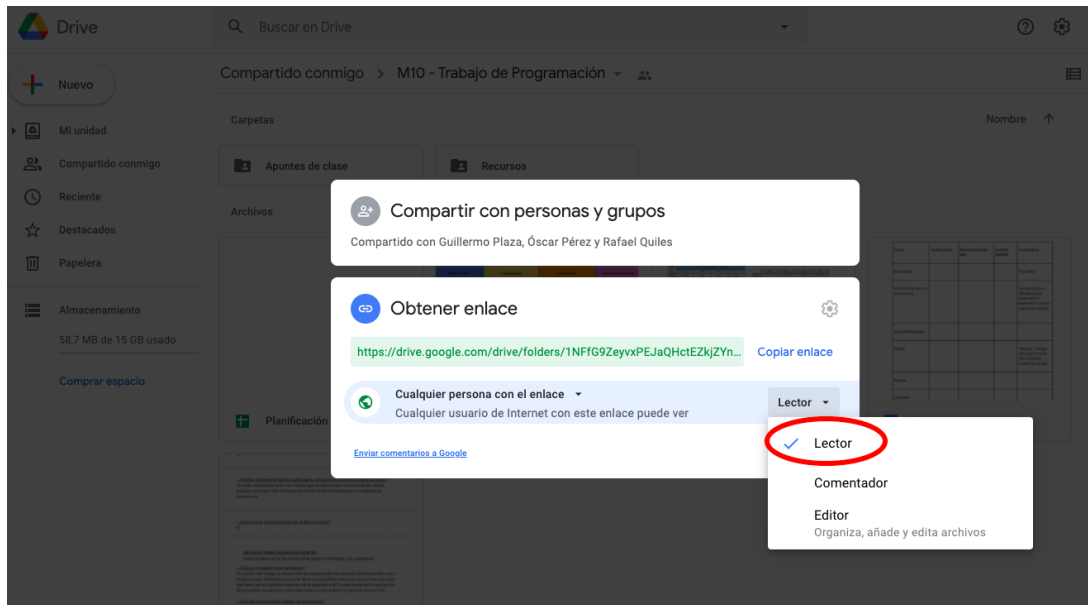 Drive
Buscar en Drive
Nuevo
Compartido conmigo > M10 - Trabajo de Programación
Carpetas
Nombre
Mi unidad
Compartido conmigo
Apuntes de clase
Recursos
Reciente
Archivos
Destacados
Papelera
Almacenamiento
58,7 MB de 15 GB usado
Comprar espacio
Planificación
Compartir con personas y grupos
Compartido con Guillermo Plaza, Óscar Pérez y Rafael Quiles
Obtener enlace
https://drive.google.com/drive/folders/1NFfG9ZeyvxPEJaQHctEZkjZYn...
Copiar enlace
Cualquier persona con el enlace
Cualquier usuario de Internet con este enlace puede ver
Lector
Enviar comentarios a Google
Lector
Comentador
Editor
Organiza, añade y edita archivos